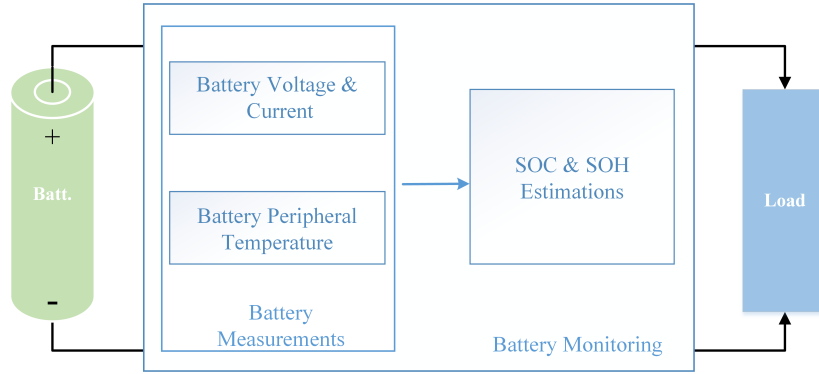 Battery Voltage &
Current
+
Batt.
SOC & SOH
Estimations
Load
Battery Peripheral
Temperature
-
Battery
Measurements
Battery Monitoring